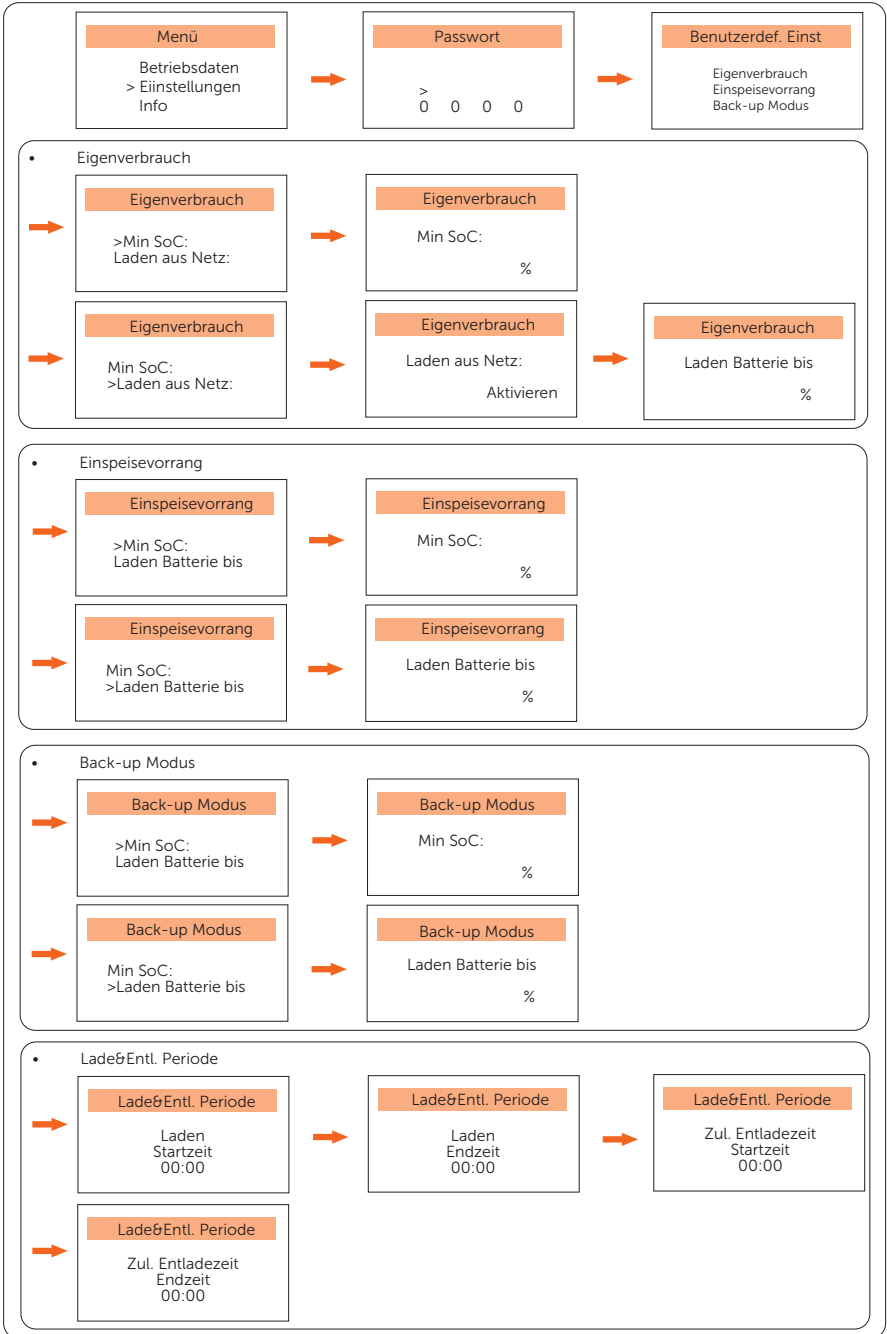 Menü
Betriebsdaten
> Eiinstellungen
Info
Passwort
>
0 0 0 0
Benutzerdef. Einst
Eigenverbrauch
Einspeisevorrang
Back-up Modus
• Eigenverbrauch
Eigenverbrauch
>Min SoC:
Laden aus Netz:
Eigenverbrauch
Min SoC:
%
Eigenverbrauch
Min SoC:
>Laden aus Netz:
Eigenverbrauch
Laden aus Netz:
Aktivieren
Eigenverbrauch
Laden Batterie bis
%
• Einspeisevorrang
Einspeisevorrang
>Min SoC:
Laden Batterie bis
Einspeisevorrang
Min SoC:
%
Einspeisevorrang
Min SoC:
>Laden Batterie bis
Einspeisevorrang
Laden Batterie bis
%
• Back-up Modus
Back-up Modus
>Min SoC:
Laden Batterie bis
Back-up Modus
Min SoC:
%
Back-up Modus
Min SoC:
>Laden Batterie bis
Back-up Modus
Laden Batterie bis
%
• Lade&Entl. Periode
Lade&Entl. Periode
Laden
Startzeit
00:00
Lade&Entl. Periode
Laden
Endzeit
00:00
Lade&Entl. Periode
Zul. Entladezeit
Startzeit
00:00
Lade&Entl. Periode
Zul. Entladezeit
Endzeit
00:00